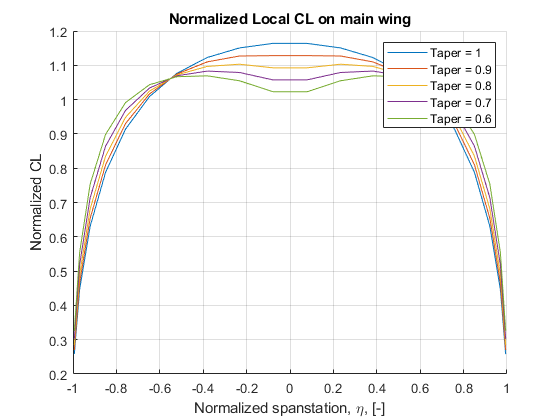 Normalized Local CL on main wing
1.2
1.1
1
0.9
0.8
0.7
0.6
0.5
0.4
0.3
0.2
Normalized CL
Taper = 1
Taper = 0.9
Taper = 0.8
Taper = 0.7
Taper = 0.6
-1 -0.8 -0.6 -0.4 -0.2 0 0.2 0.4 0.6 0.8 1
Normalized spanstation, η, [-]